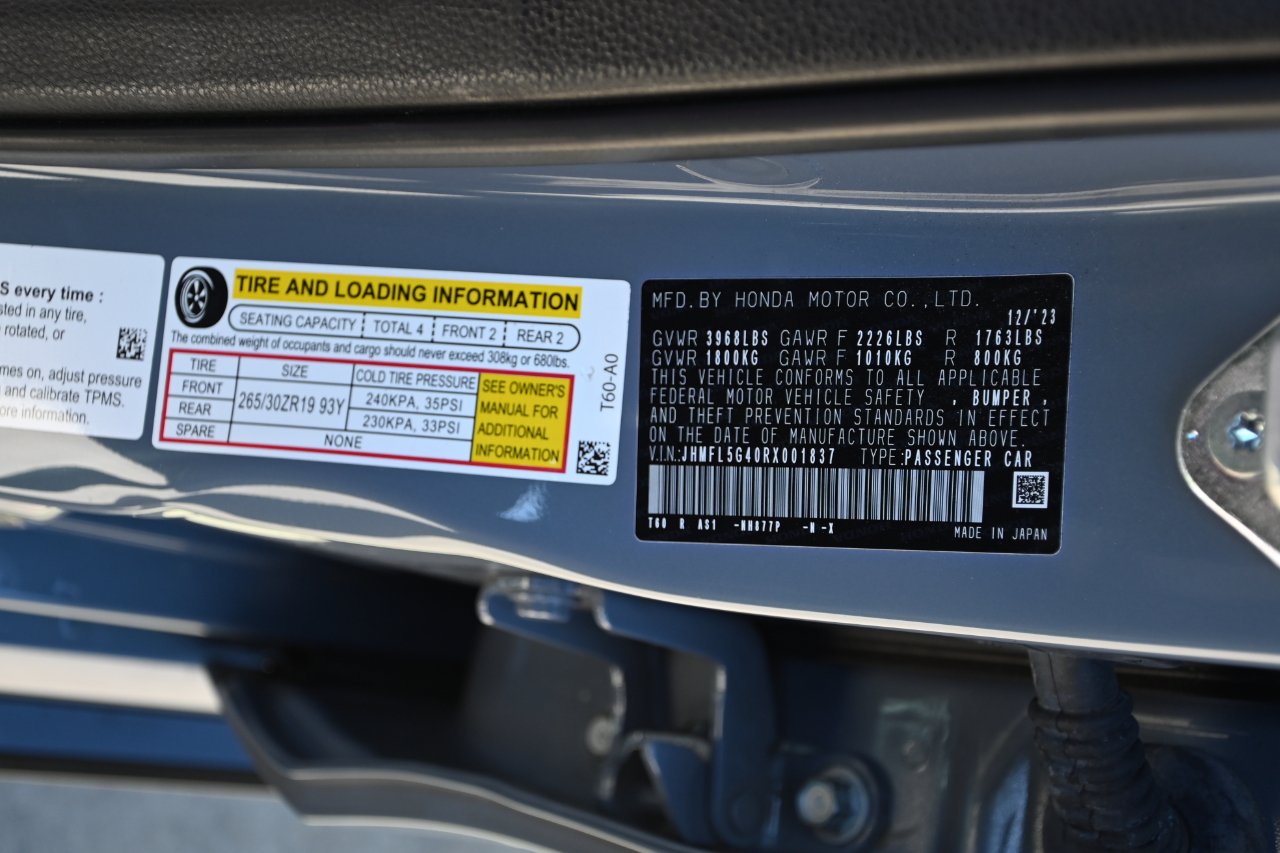 S every time :
sted in any tire,
rotated, or
mes on, adjust pressure
and calibrate TPMS.
ore information.
TIRE AND LOADING INFORMATION
SEATING CAPACITY TOTAL 4 FRONT 2 REAR 2
The combined weight of occupants and cargo should never exceed 308kg or 680lbs.
TIRE SIZE COLD TIRE PRESSURE
FRONT 265/30ZR19 93Y 240KPA, 35PSI
REAR 230KPA, 33PSI
SPARE NONE
SEE OWNER'S
MANUAL FOR
ADDITIONAL
INFORMATION
T60-A0
MFD.BY HONDA MOTOR CO.,LTD.
12/'23
GVWR 3968LBS GAWR F 2226LBS R 1763LBS
GVWR 1800KG GAWR F 1010KG R 800KG
THIS VEHICLE CONFORMS TO ALL APPLICABLE
FEDERAL MOTOR VEHICLE SAFETY , BUMPER ,
AND THEFT PREVENTION STANDARDS IN EFFECT
ON THE DATE OF MANUFACTURE SHOWN ABOVE.
V.I.N.:JHMFL5G40RX001837 TYPE:PASSENGER CAR
T60 R AS1 -NH877P -N -X
MADE IN JAPAN